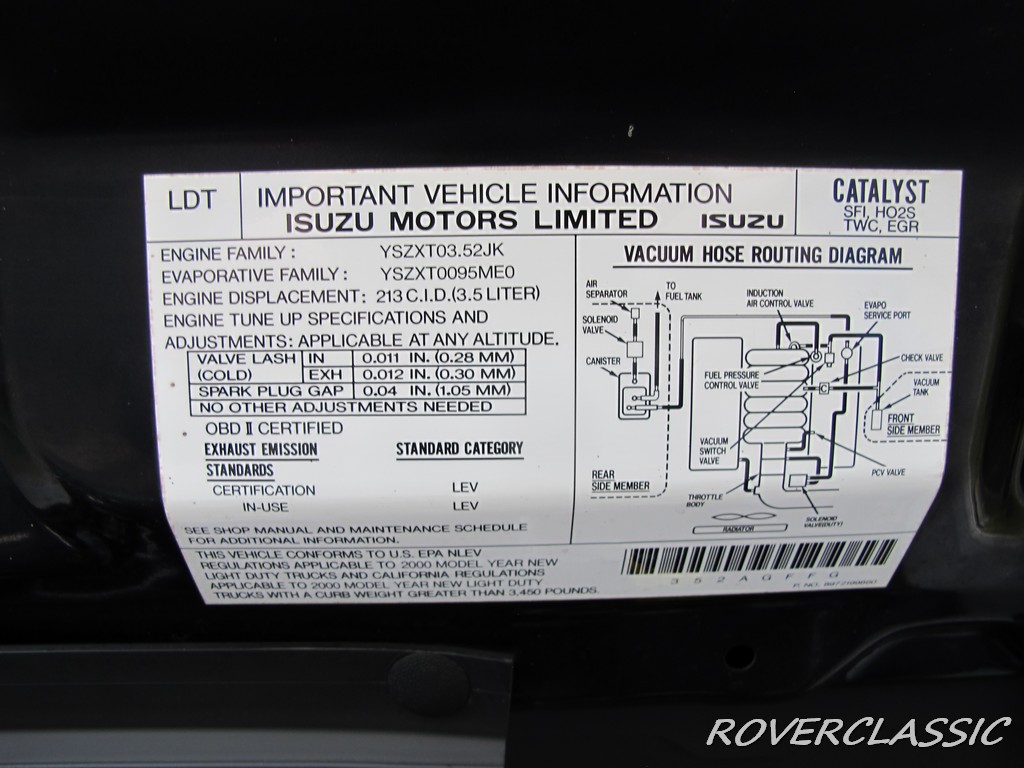 LDT
IMPORTANT VEHICLE INFORMATION
ISUZU MOTORS LIMITED ISUZU
CATALYST
SFI, HO2S
TWC, EGR
ENGINE FAMILY : YSZXT03.52JK
EVAPORATIVE FAMILY : YSZXT0095ME0
ENGINE DISPLACEMENT : 213 C.I.D. (3.5 LITER)
ENGINE TUNE UP SPECIFICATIONS AND
ADJUSTMENTS: APPLICABLE AT ANY ALTITUDE.
VALVE LASH IN 0.011 IN. (0.28 MM)
(COLD) EXH 0.012 IN. (0.30 MM)
SPARK PLUG GAP 0.04 IN. (1.05 MM)
NO OTHER ADJUSTMENTS NEEDED
OBD II CERTIFIED
EXHAUST EMISSION STANDARD CATEGORY
STANDARDS
CERTIFICATION LEV
IN-USE LEV
SEE SHOP MANUAL AND MAINTENANCE SCHEDULE
FOR ADDITIONAL INFORMATION.
VACUUM HOSE ROUTING DIAGRAM
AIR
SEPARATOR
TO
FUEL TANK
SOLENOID
VALVE
CANISTER
INDUCTION
AIR CONTROL VALVE
EVAPO
SERVICE PORT
FUEL PRESSURE
CONTROL VALVE
CHECK VALVE
VACUUM
TANK
FRONT
SIDE MEMBER
VACUUM
SWITCH
VALVE
PCV VALVE
REAR
SIDE MEMBER
THROTTLE
BODY
SOLENOID
VALVE(DUTY)
RADIATOR
THIS VEHICLE CONFORMS TO U.S. EPA NLEV
REGULATIONS APPLICABLE TO 2000 MODEL YEAR NEW
LIGHT DUTY TRUCKS AND CALIFORNIA REGULATIONS
APPLICABLE TO 2000 MODEL YEAR NEW LIGHT DUTY
TRUCKS WITH A CURB WEIGHT GREATER THAN 3,450 POUNDS.
352AGFFG
P. NO.
ROVERCLASSIC